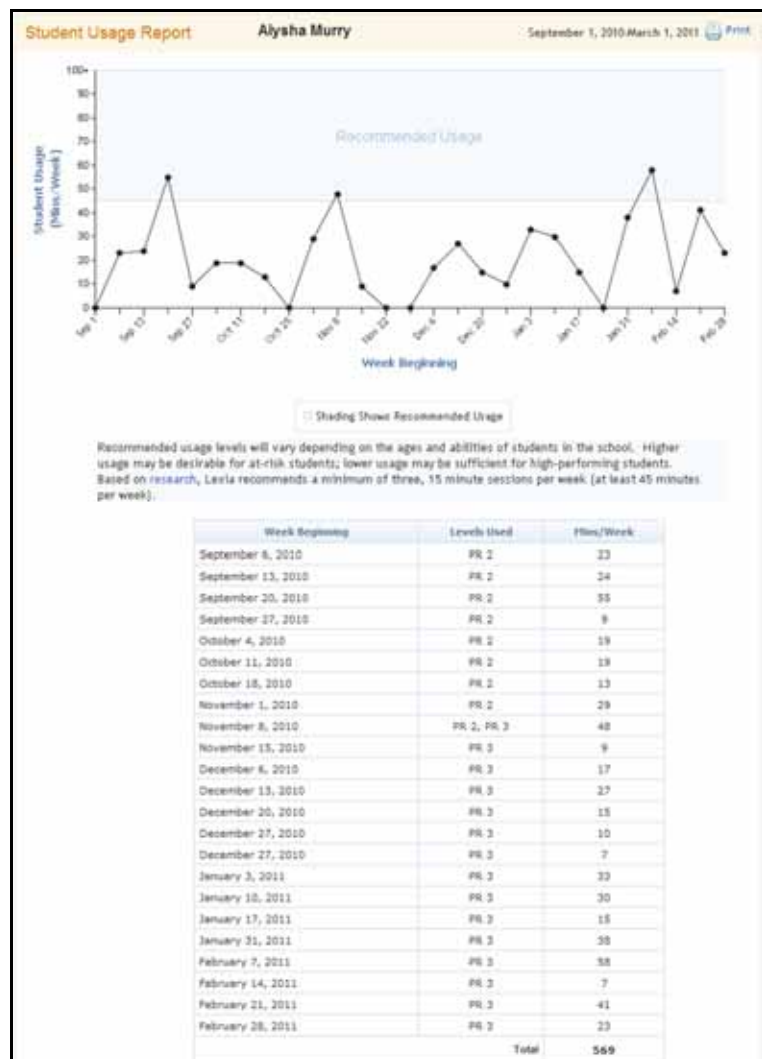 Student Usage Report Alysha Murry September 1, 2010-March 1, 2011 Print
Student Usage
(Mins/Week)
100+
90
80
70
60
50
40
30
20
10
0
Recommended Usage
Sep 1 Sep 13 Sep 27 Oct 11 Oct 25 Nov 8 Nov 22 Dec 6 Dec 20 Jan 3 Jan 17 Jan 31 Feb 14 Feb 28
Week Beginning
Shading Shows Recommended Usage
Recommended usage levels will vary depending on the ages and abilities of students in the school. Higher
usage may be desirable for at-risk students; lower usage may be sufficient for high-performing students.
Based on research, Lexia recommends a minimum of three, 15 minute sessions per week (at least 45 minutes
per week).
Week Beginning Levels Used Mins/Week
September 6, 2010 PR 2 23
September 13, 2010 PR 2 24
September 20, 2010 PR 2 55
September 27, 2010 PR 2 9
October 4, 2010 PR 2 19
October 11, 2010 PR 2 19
October 18, 2010 PR 2 13
November 1, 2010 PR 2 29
November 8, 2010 PR 2, PR 3 48
November 15, 2010 PR 3 9
December 6, 2010 PR 3 17
December 13, 2010 PR 3 27
December 20, 2010 PR 3 15
December 27, 2010 PR 3 10
December 27, 2010 PR 3 7
January 3, 2011 PR 3 33
January 10, 2011 PR 3 30
January 17, 2011 PR 3 15
January 31, 2011 PR 3 38
February 7, 2011 PR 3 58
February 14, 2011 PR 3 7
February 21, 2011 PR 3 41
February 28, 2011 PR 3 23
Total 569